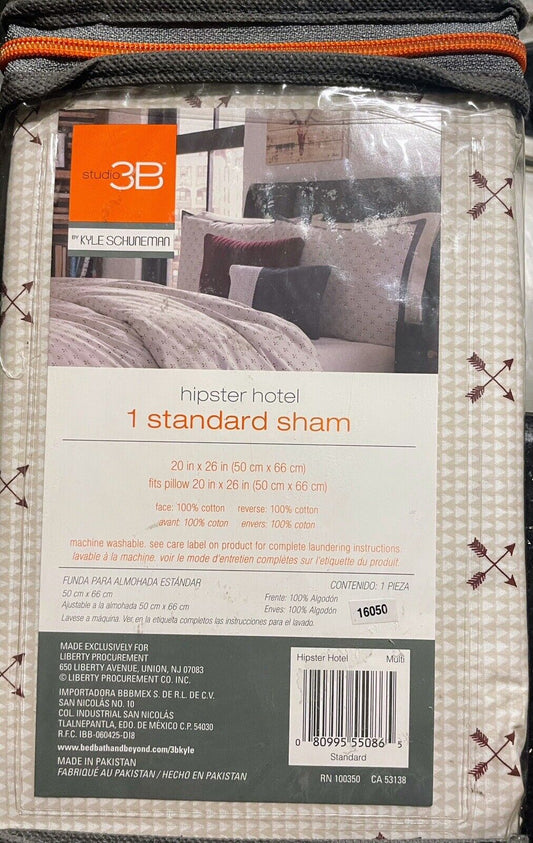 studio 3B™
BY KYLE SCHUNEMAN
hipster hotel
1 standard sham
20 in x 26 in (50 cm x 66 cm)
fits pillow 20 in x 26 in (50 cm x 66 cm)
face: 100% cotton reverse: 100% cotton
avant: 100% coton envers: 100% coton
machine washable. see care label on product for complete laundering instructions.
lavable à la machine. voir le mode d'entretien complètes sur l'etiquette du produit.
FUNDA PARA ALMOHADA ESTÁNDAR CONTENIDO: 1 PIEZA
50 cm x 66 cm Frente: 100% Algodón
Ajustable a la almohada 50 cm x 66 cm Enves: 100% Algodón
Lavese a máquina. Ver en la etiqueta completos las instrucciones para el lavado.
16050
MADE EXCLUSIVELY FOR
LIBERTY PROCUREMENT
650 LIBERTY AVENUE, UNION, NJ 07083
© LIBERTY PROCUREMENT CO. INC.
IMPORTADORA BBBMEX S. DE R.L. DE C.V.
SAN NICOLÁS NO. 10
COL. INDUSTRIAL SAN NICOLÁS
TLALNEPANTLA, EDO. DE MÉXICO C.P. 54030
R.F.C. IBB-060425-DI8
www.bedbathandbeyond.com/3bkyle
MADE IN PAKISTAN
FABRIQUÉ AU PAKISTAN / HECHO EN PAKISTAN
Hipster Hotel Multi
0 80995 55086 5
Standard
RN 100350 CA 53138